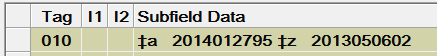 Tag I1 I2 Subfield Data
010 ‡a 2014012795 ‡z 2013050602